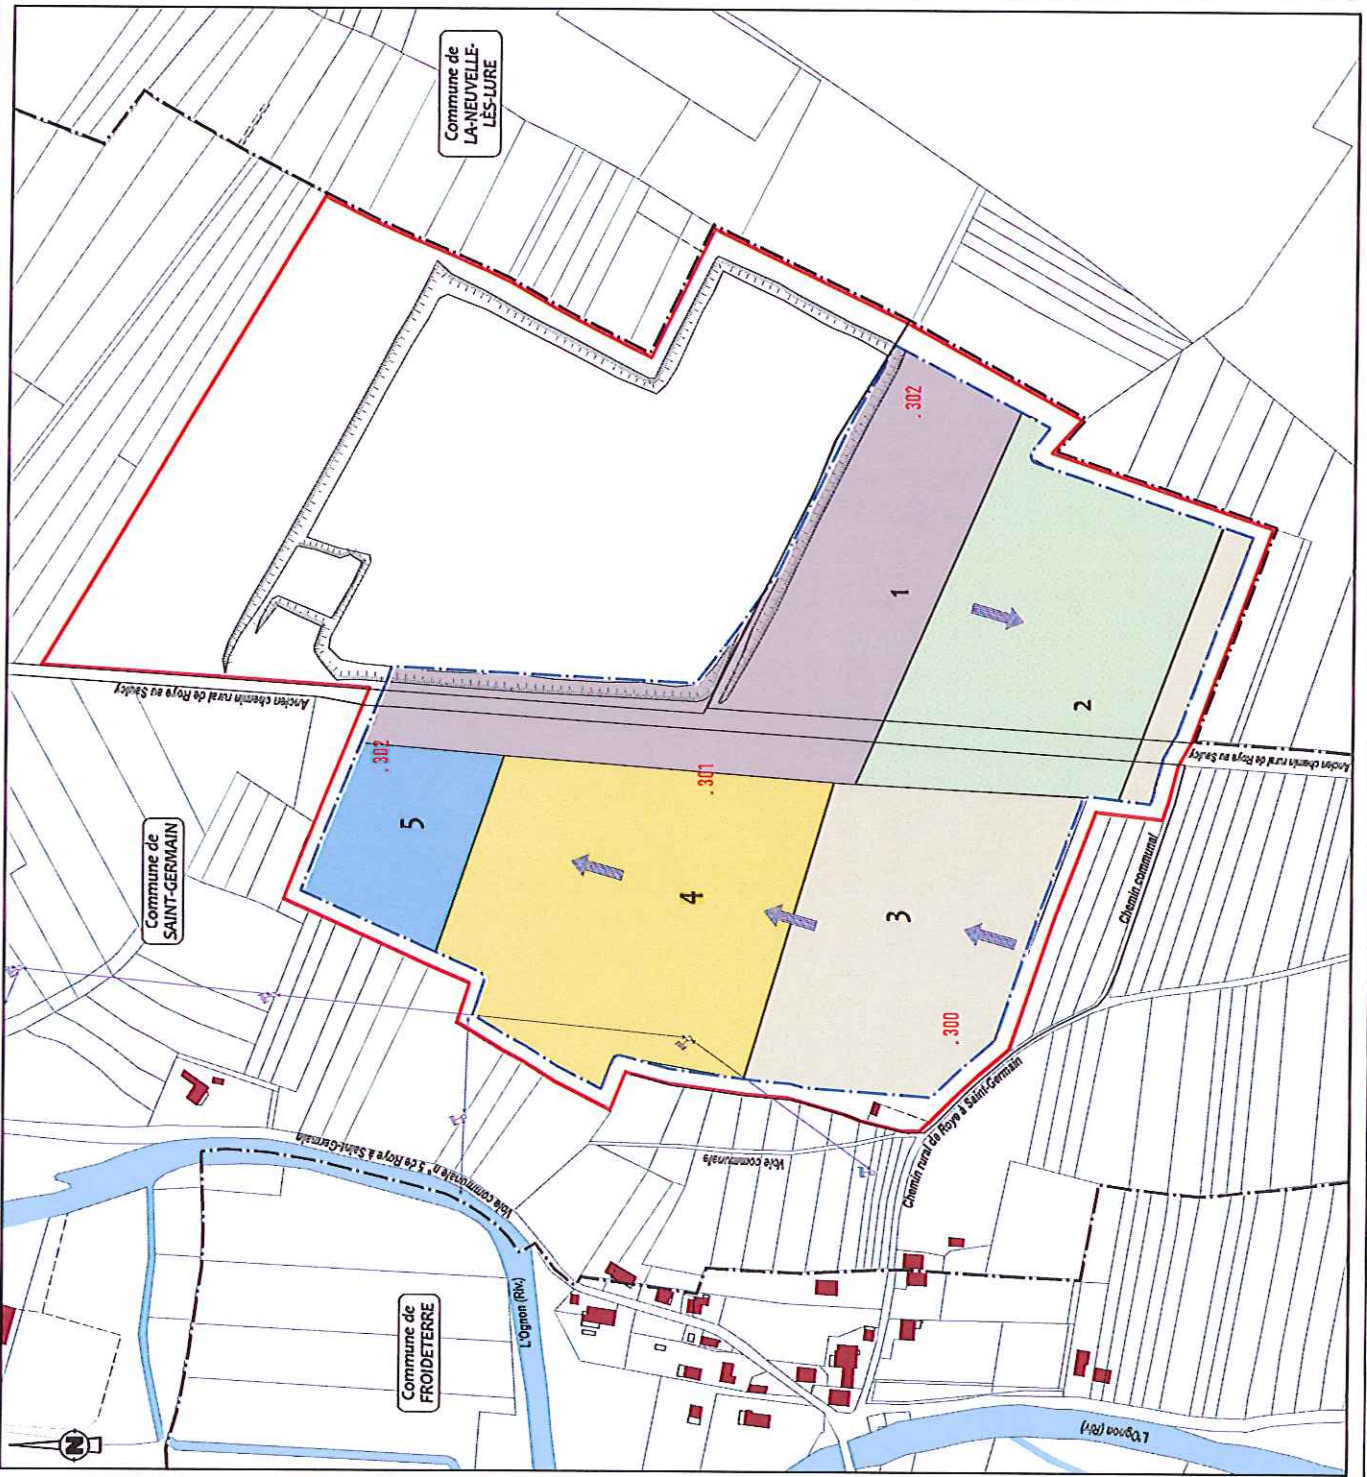 Commune de
LA-NEUVELLE-
LÈS-LURE
Ancien chemin rural de Roye au Saulcy
Commune de
SAINT-GERMAIN
. 302
. 302
. 301
. 300
1
2
3
4
5
Ancien chemin rural de Roye au Saulcy
Chemin communal
Chemin rural de Roye à Saint-Germain
Voie communale
Voie communale n° 5 de Roye à Saint-Germain
L'Ognon (Riv.)
Commune de
FROIDETERRE
L'Ognon (Riv)
N